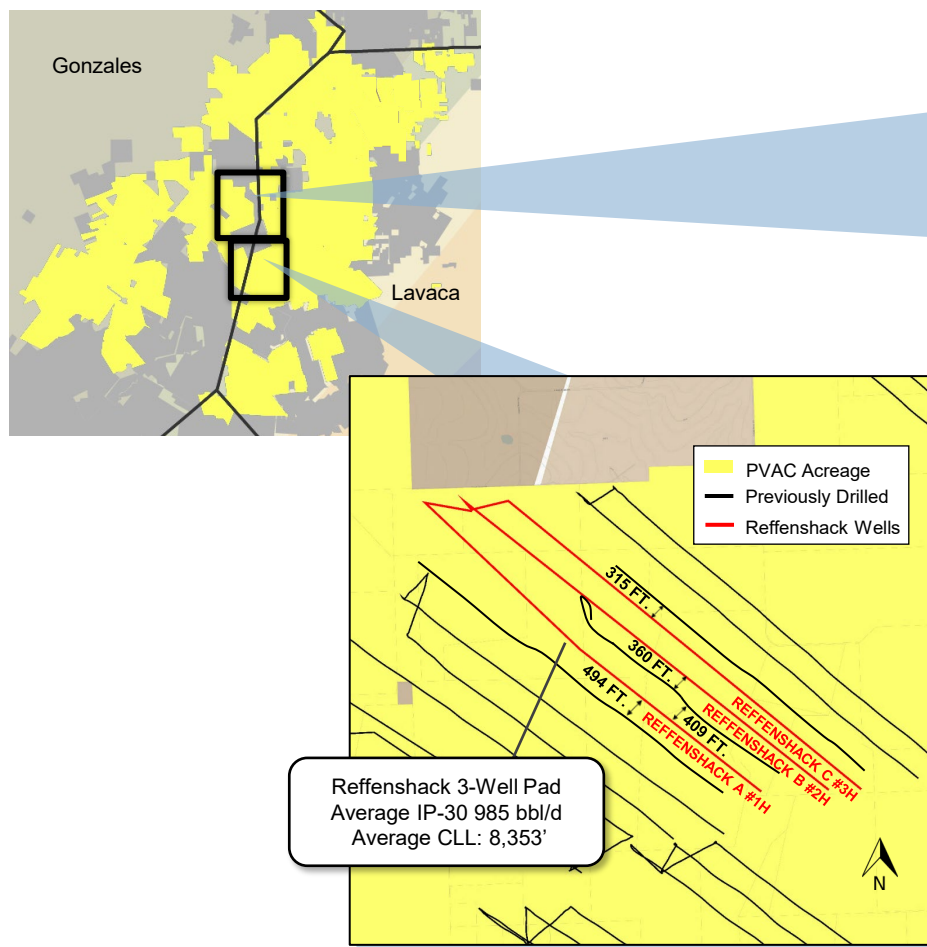 Gonzales
Lavaca
PVAC Acreage
Previously Drilled
Reffenshack Wells
315 FT.
360 FT.
494 FT.
409 FT.
REFFENSHACK C #3H
REFFENSHACK B #2H
REFFENSHACK A #1H
Reffenshack 3-Well Pad
Average IP-30 985 bbl/d
Average CLL: 8,353’
N